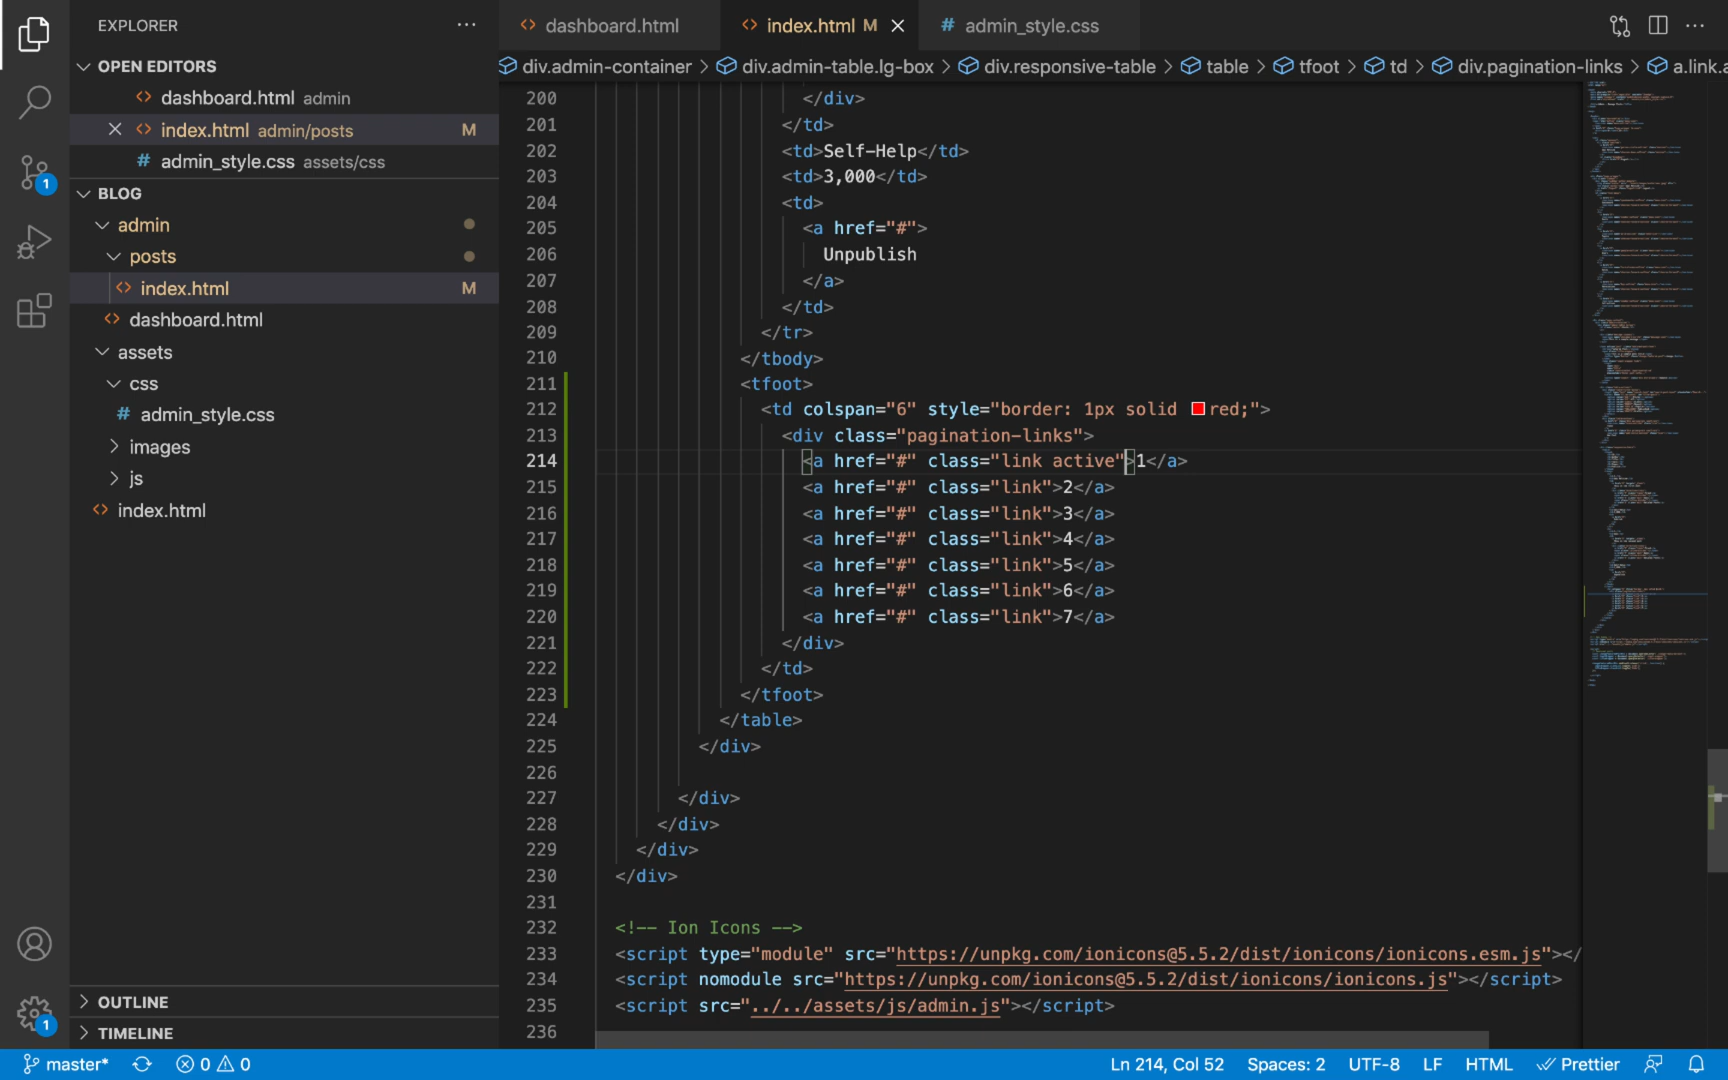 EXPLORER
OPEN EDITORS
dashboard.html admin
index.html admin/posts M
admin_style.css assets/css
BLOG
admin
posts
index.html M
dashboard.html
assets
css
admin_style.css
images
js
index.html
OUTLINE
TIMELINE
dashboard.html
index.html M
admin_style.css
div.admin-container > div.admin-table.lg-box > div.responsive-table > table > tfoot > td > div.pagination-links > a.link.a
200 </div>
201 </td>
202 <td>Self-Help</td>
203 <td>3,000</td>
204 <td>
205 <a href="#">
206 Unpublish
207 </a>
208 </td>
209 </tr>
210 </tbody>
211 <tfoot>
212 <td colspan="6" style="border: 1px solid red;">
213 <div class="pagination-links">
214 <a href="#" class="link active">1</a>
215 <a href="#" class="link">2</a>
216 <a href="#" class="link">3</a>
217 <a href="#" class="link">4</a>
218 <a href="#" class="link">5</a>
219 <a href="#" class="link">6</a>
220 <a href="#" class="link">7</a>
221 </div>
222 </td>
223 </tfoot>
224 </table>
225 </div>
226
227 </div>
228 </div>
229 </div>
230 </div>
231
232 <!-- Ion Icons -->
233 <script type="module" src="https://unpkg.com/ionicons@5.5.2/dist/ionicons/ionicons.esm.js"></
234 <script nomodule src="https://unpkg.com/ionicons@5.5.2/dist/ionicons/ionicons.js"></script>
235 <script src="../../assets/js/admin.js"></script>
236
1
1
master* 0 0 Ln 214, Col 52 Spaces: 2 UTF-8 LF HTML Prettier